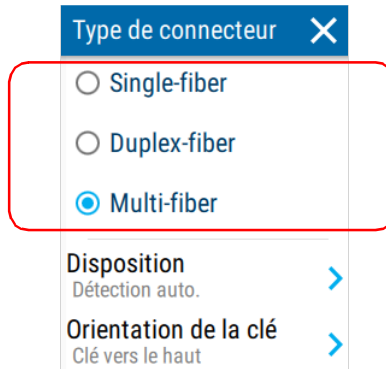 Type de connecteur
Single-fiber
Duplex-fiber
Multi-fiber
Disposition
Détection auto.
Orientation de la clé
Clé vers le haut